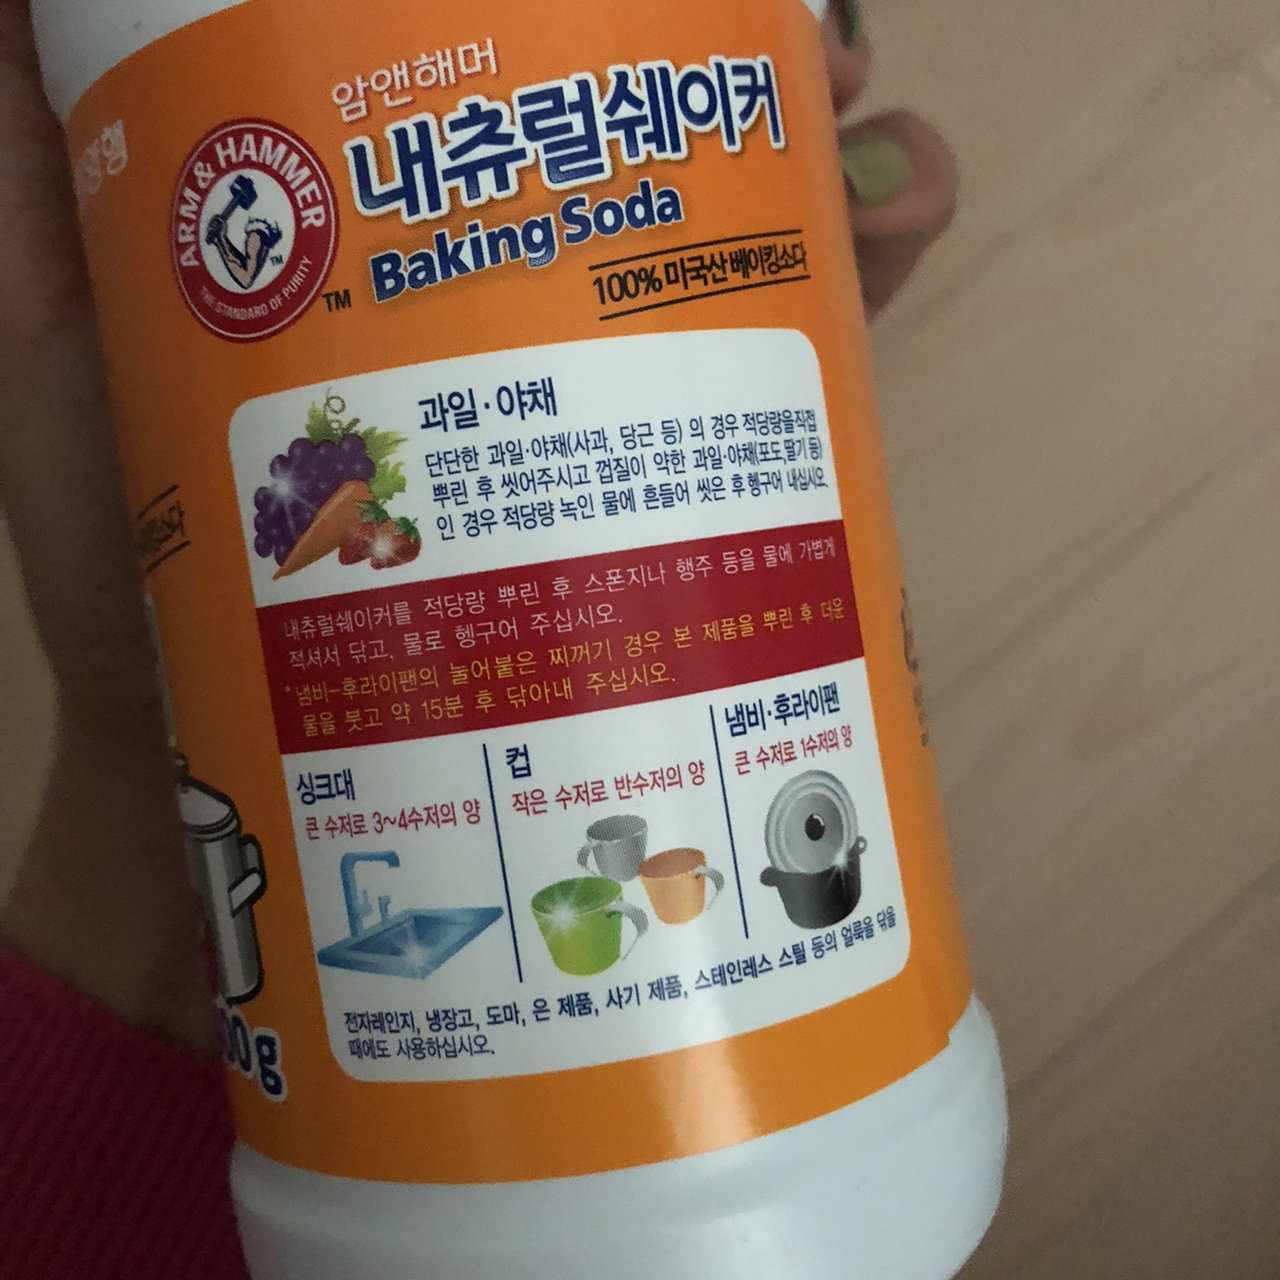 암앤해머
내츄럴쉐이커
Baking Soda
100% 미국산 베이킹소다
ARM & HAMMER
THE STANDARD OF PURITY
TM
TM
과일·야채
단단한 과일·야채(사과, 당근 등) 의 경우 적당량을직접
뿌린 후 씻어주시고 껍질이 약한 과일·야채(포도,딸기 등)
인 경우 적당량 녹인 물에 흔들어 씻은 후 헹구어 내십시오.
내츄럴쉐이커를 적당량 뿌린 후 스폰지나 행주 등을 물에 가볍게
적셔서 닦고, 물로 헹구어 주십시오.
*냄비-후라이팬의 눌어붙은 찌꺼기 경우 본 제품을 뿌린 후 더운
물을 붓고 약 15분 후 닦아내 주십시오.
싱크대
큰 수저로 3~4수저의 양
컵
작은 수저로 반수저의 양
냄비·후라이팬
큰 수저로 1수저의 양
전자레인지, 냉장고, 도마, 은 제품, 사기 제품, 스테인레스 스틸 등의 얼룩을 닦을
때에도 사용하십시오.